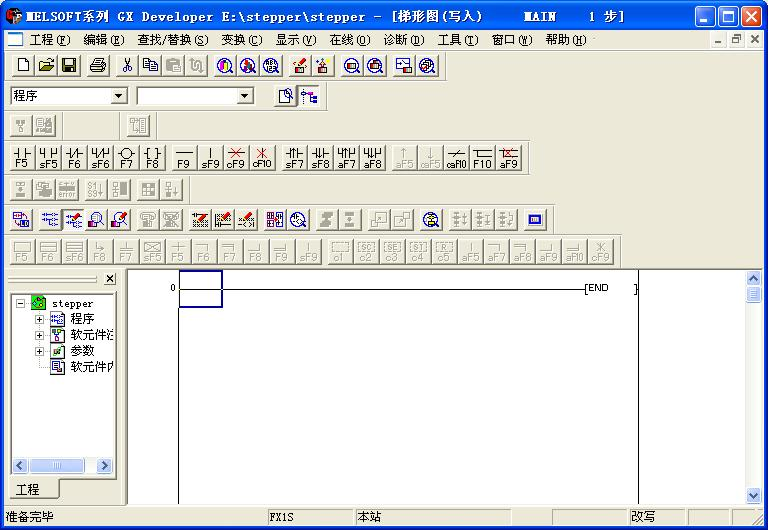 MELSOFT系列 GX Developer E:\stepper\stepper - [梯形图(写入) MAIN 1 步]
工程(F) 编辑(E) 查找/替换(S) 变换(C) 显示(V) 在线(O) 诊断(D) 工具(T) 窗口(W) 帮助(H)
程序
F5 sF5 F6 sF6 F7 F8 F9 sF9 cF9 cF10 sF7 sF8 aF7 aF8 aF5 caF5 caF10 F10 aF9
error
F5 F6 sF6 F8 F7 sF5 F5 F6 F7 F8 F9 sF9 c1 SC c2 SE c3 ST c4 R c5 aF5 aF7 aF8 aF9 aF10 cF9
stepper
程序
软元件注
参数
软元件内
0 [END ]
工程
准备完毕 FX1S 本站 改写